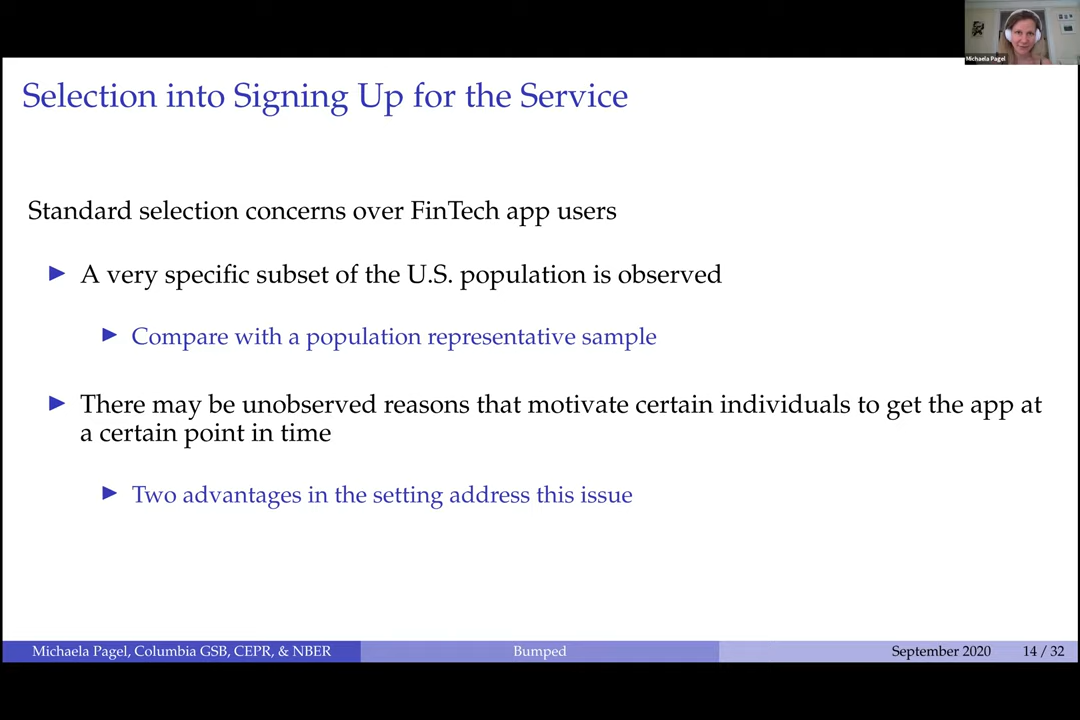 Michaela Pagel
Selection into Signing Up for the Service
Standard selection concerns over FinTech app users
▶ A very specific subset of the U.S. population is observed
▶ Compare with a population representative sample
▶ There may be unobserved reasons that motivate certain individuals to get the app at
a certain point in time
▶ Two advantages in the setting address this issue
Michaela Pagel, Columbia GSB, CEPR, & NBER Bumped September 2020 14 / 32